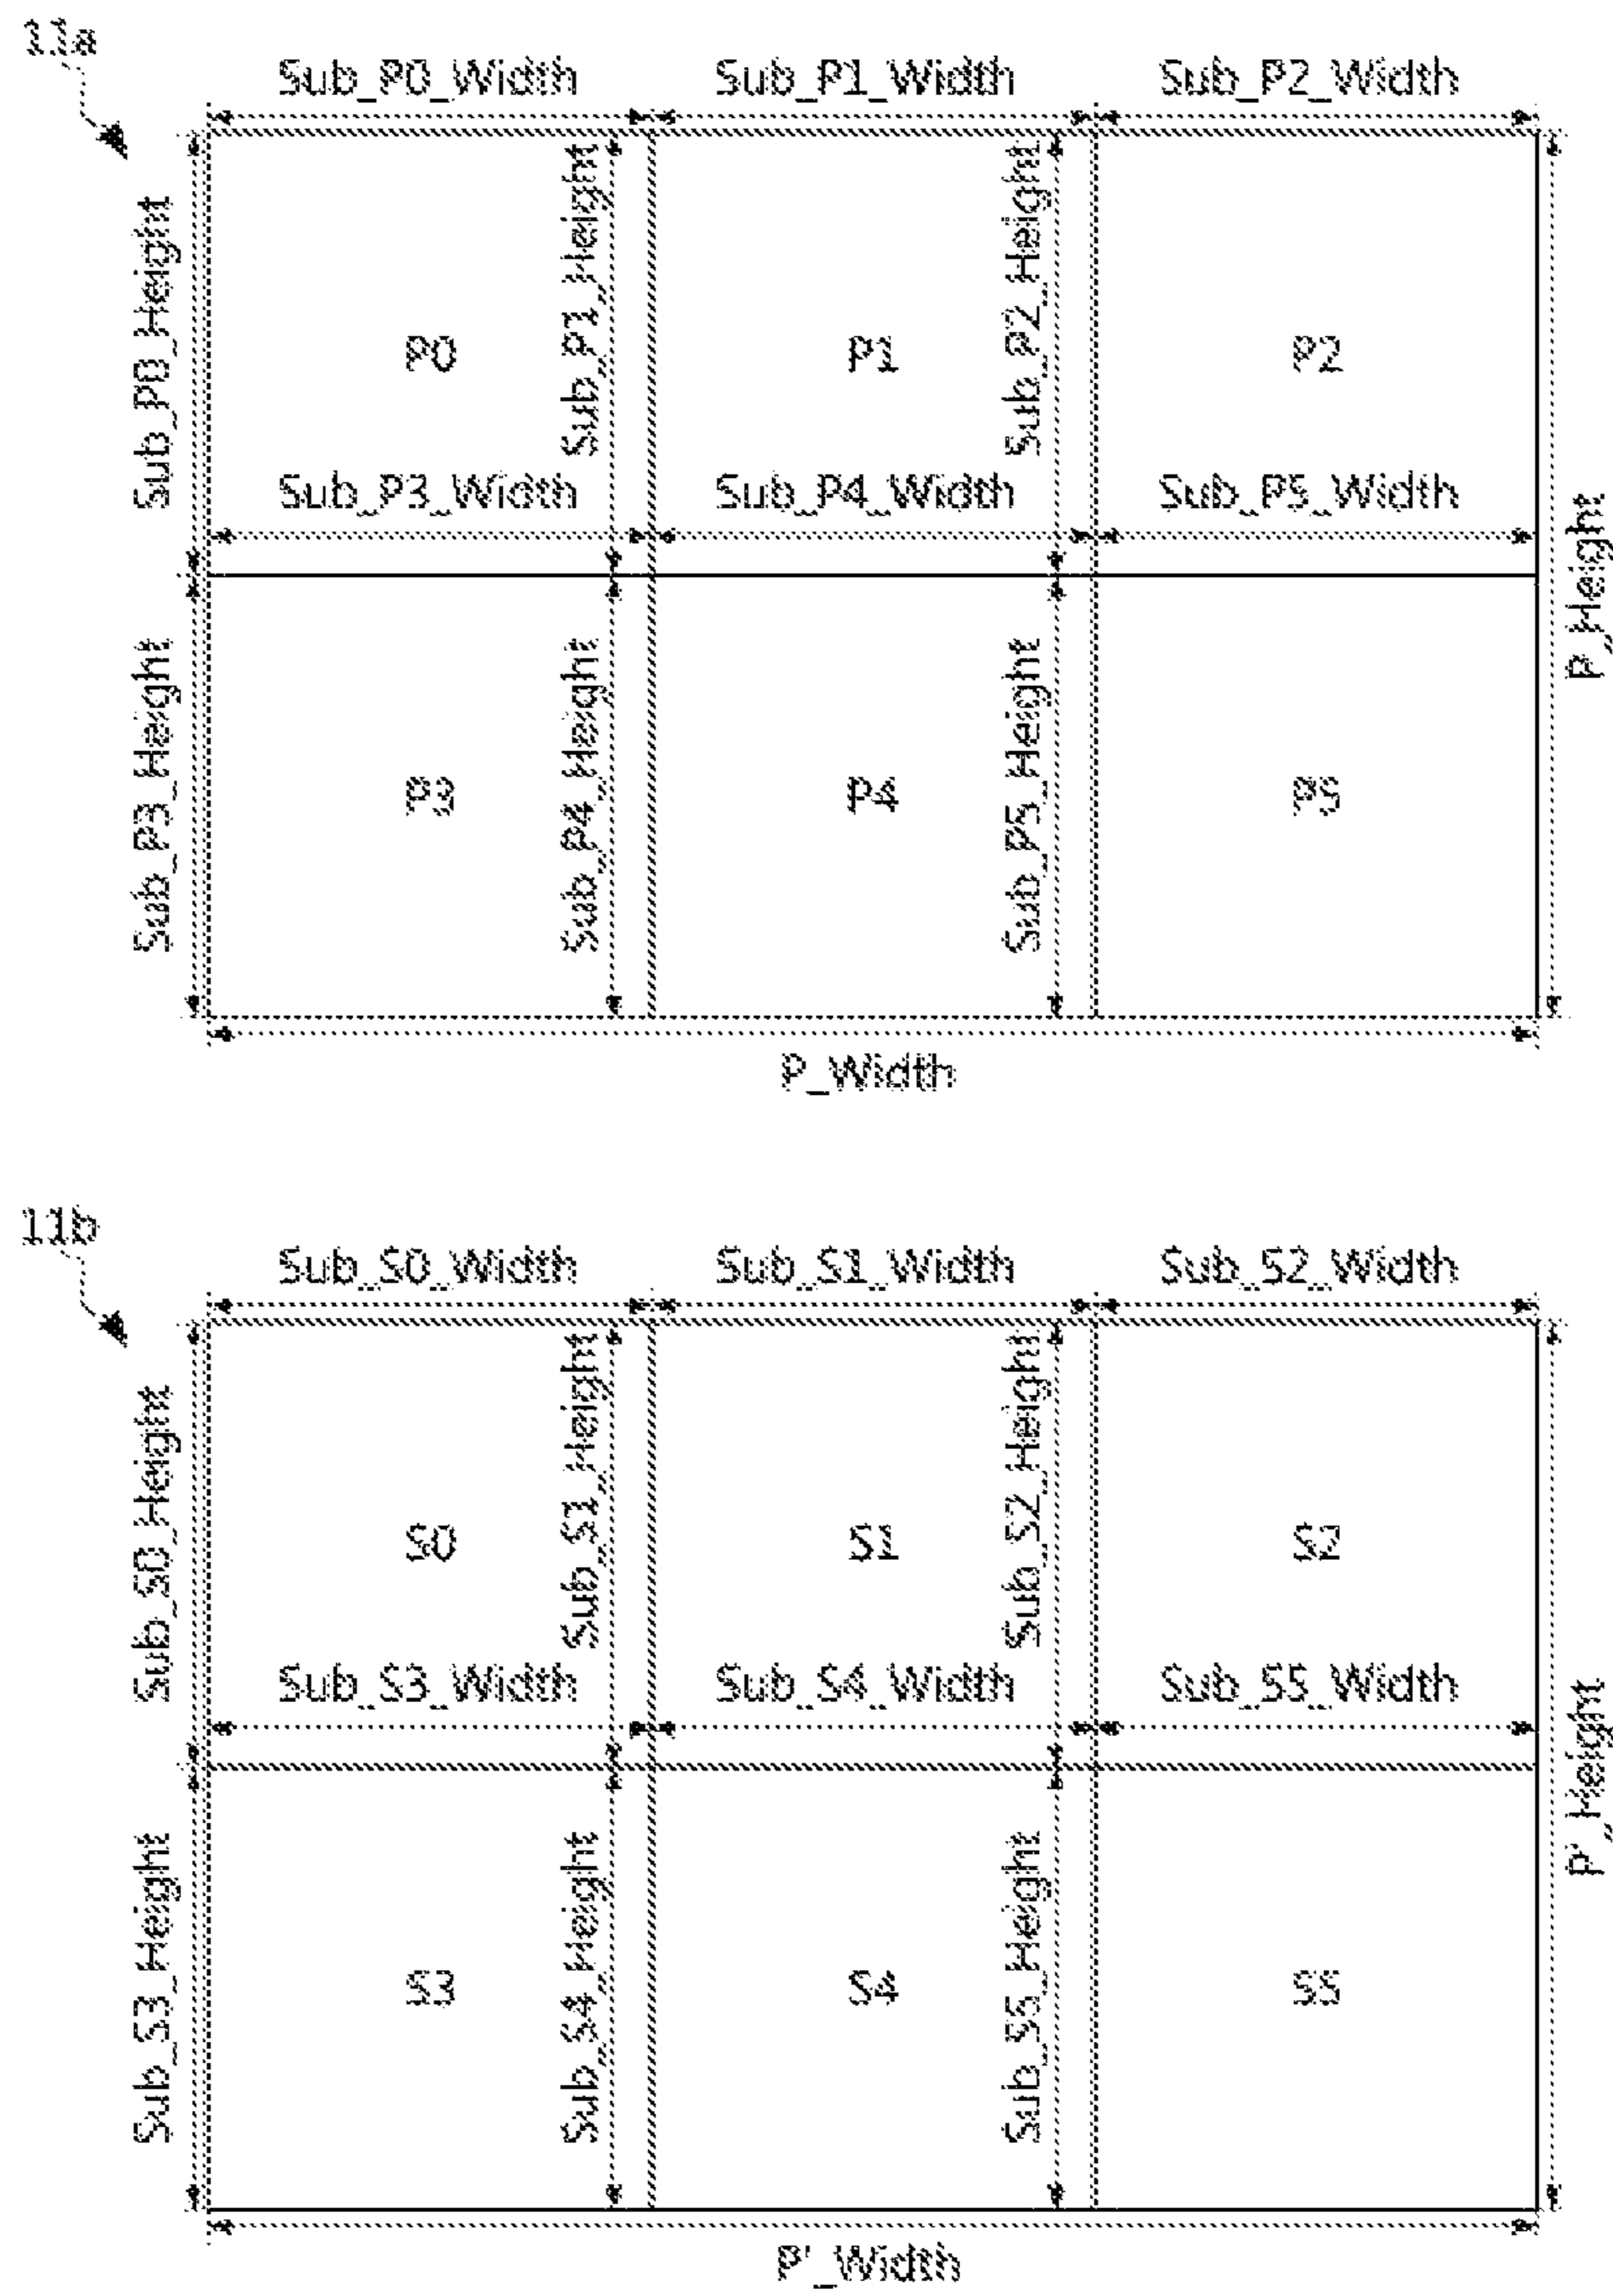 11a
Sub_P0_Width Sub_P1_Width Sub_P2_Width
Sub_P0_Height
Sub_P1_Height
Sub_P2_Height
P0 P1 P2
Sub_P3_Width Sub_P4_Width Sub_P5_Width
P_Height
Sub_P3_Height
Sub_P4_Height
Sub_P5_Height
P3 P4 P5
P_Width
11b
Sub_S0_Width Sub_S1_Width Sub_S2_Width
Sub_S0_Height
Sub_S1_Height
Sub_S2_Height
S0 S1 S2
Sub_S3_Width Sub_S4_Width Sub_S5_Width
P'_Height
Sub_S3_Height
Sub_S4_Height
Sub_S5_Height
S3 S4 S5
P'_Width